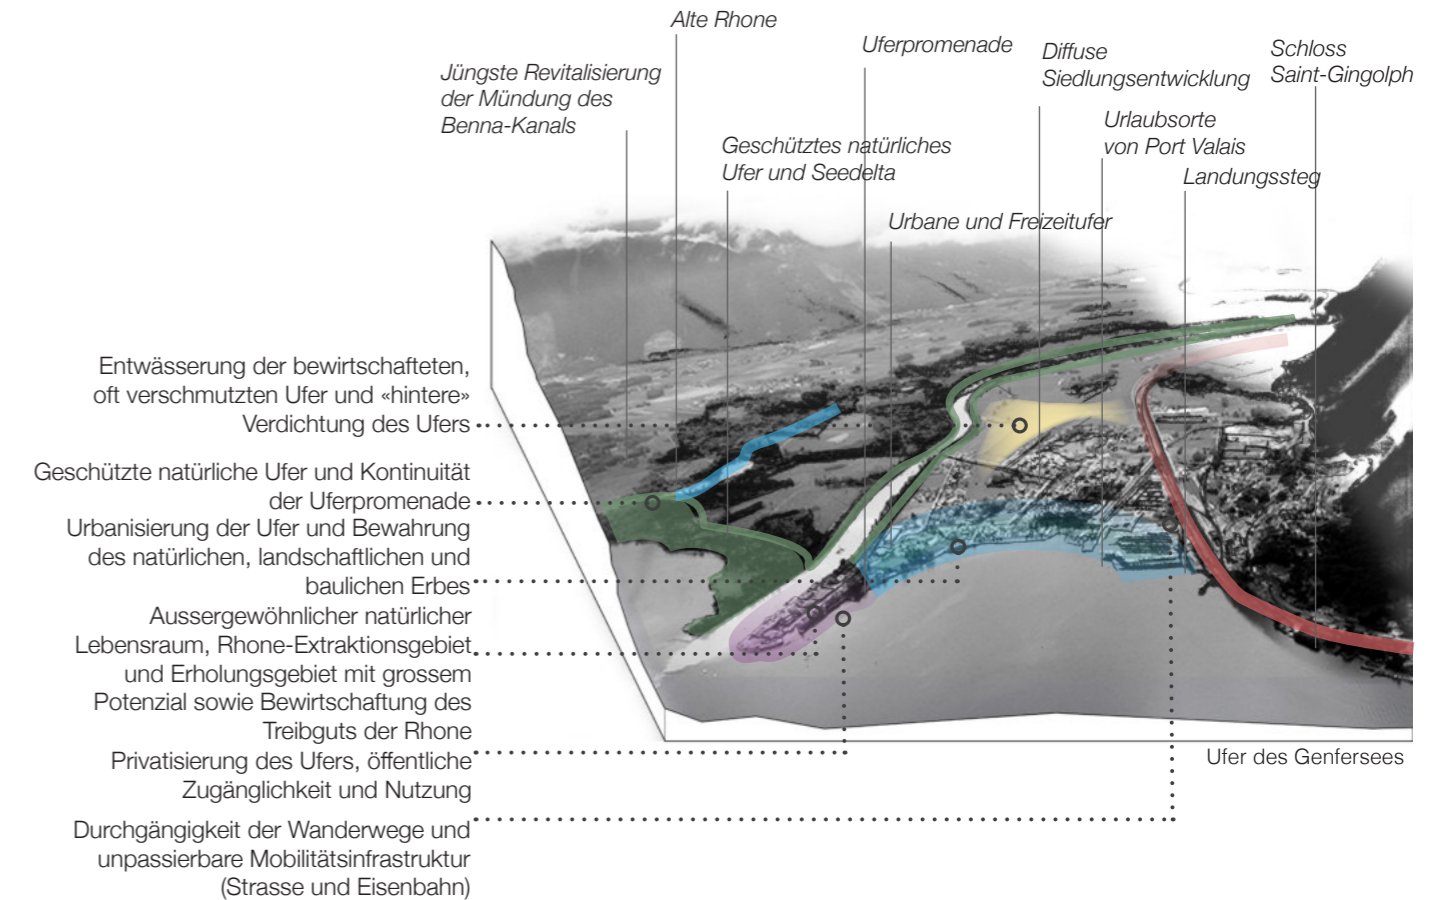 Alte Rhone
Uferpromenade
Diffuse
Siedlungsentwicklung
Schloss
Saint-Gingolph
Jüngste Revitalisierung
der Mündung des
Benna-Kanals
Urlaubsorte
von Port Valais
Geschütztes natürliches
Ufer und Seedelta
Landungssteg
Urbane und Freizeitufer
Entwässerung der bewirtschafteten,
oft verschmutzten Ufer und «hintere»
Verdichtung des Ufers
Geschützte natürliche Ufer und Kontinuität
der Uferpromenade
Urbanisierung der Ufer und Bewahrung
des natürlichen, landschaftlichen und
baulichen Erbes
Aussergewöhnlicher natürlicher
Lebensraum, Rhone-Extraktionsgebiet
und Erholungsgebiet mit grossem
Potenzial sowie Bewirtschaftung des
Treibguts der Rhone
Privatisierung des Ufers, öffentliche
Zugänglichkeit und Nutzung
Durchgängigkeit der Wanderwege und
unpassierbare Mobilitätsinfrastruktur
(Strasse und Eisenbahn)
Ufer des Genfersees